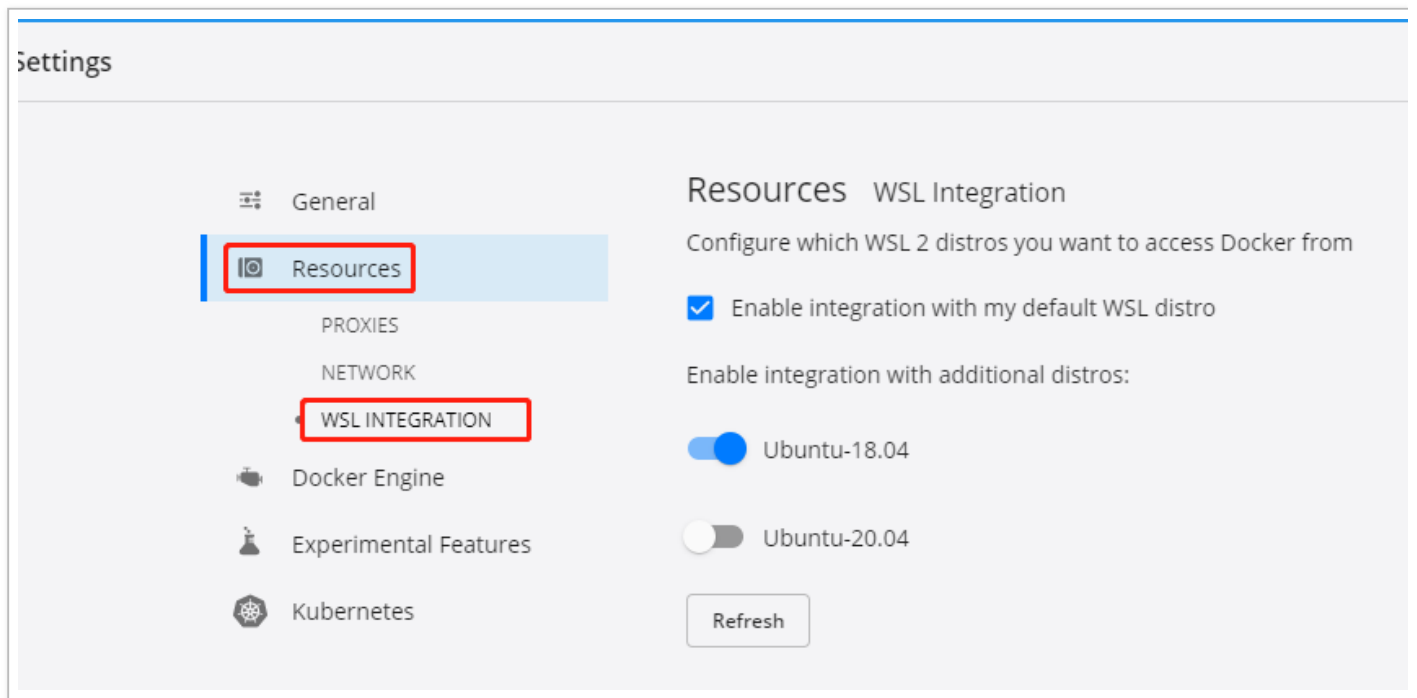 Settings
General
Resources
PROXIES
NETWORK
WSL INTEGRATION
Docker Engine
Experimental Features
Kubernetes
Resources WSL Integration
Configure which WSL 2 distros you want to access Docker from
Enable integration with my default WSL distro
Enable integration with additional distros:
Ubuntu-18.04
Ubuntu-20.04
Refresh